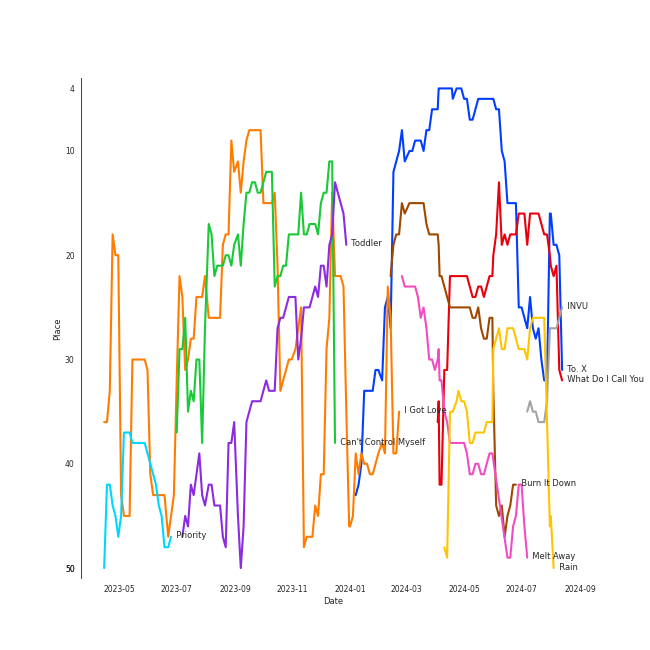 4
10
20
30
40
50
Place
Toddler
INVU
To. X
What Do I Call You
I Got Love
Can't Control Myself
Burn It Down
Priority
Melt Away
Rain
2023-05
2023-07
2023-09
2023-11
2024-01
2024-03
2024-05
2024-07
2024-09
Date